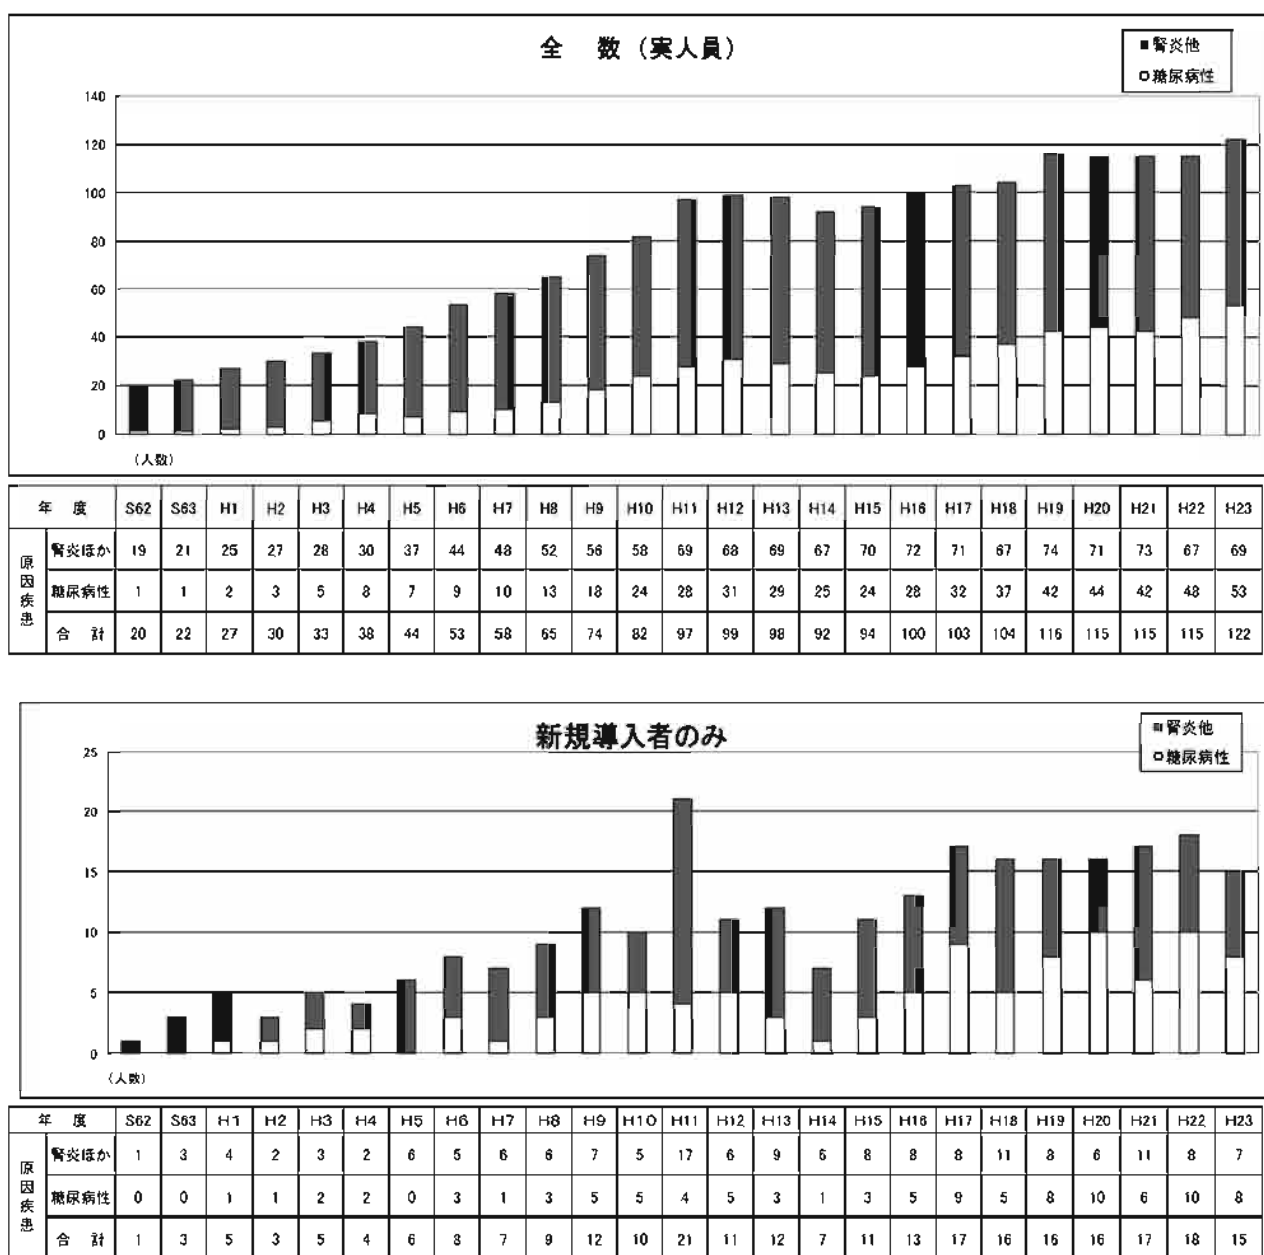 全 数（実人員）
■腎炎他
□糖尿病性
140
120
100
80
60
40
20
0
（人数）
年 度 S62 S63 H1 H2 H3 H4 H5 H6 H7 H8 H9 H10 H11 H12 H13 H14 H15 H16 H17 H18 H19 H20 H21 H22 H23
原因疾患
腎炎ほか 19 21 25 27 28 30 37 44 48 52 56 58 69 68 69 67 70 72 71 67 74 71 73 67 69
糖尿病性 1 1 2 3 5 8 7 9 10 13 18 24 28 31 29 25 24 28 32 37 42 44 42 48 53
合 計 20 22 27 30 33 38 44 53 58 65 74 82 97 99 98 92 94 100 103 104 116 115 115 115 122
新規導入者のみ
■腎炎他
□糖尿病性
25
20
15
10
5
0
（人数）
年 度 S62 S63 H1 H2 H3 H4 H5 H6 H7 H8 H9 H10 H11 H12 H13 H14 H15 H16 H17 H18 H19 H20 H21 H22 H23
原因疾患
腎炎ほか 1 3 4 2 3 2 6 5 6 6 7 5 17 6 9 6 8 8 8 11 8 6 11 8 7
糖尿病性 0 0 1 1 2 2 0 3 1 3 5 5 4 5 3 1 3 5 9 5 8 10 6 10 8
合 計 1 3 5 3 5 4 6 8 7 9 12 10 21 11 12 7 11 13 17 16 16 16 17 18 15